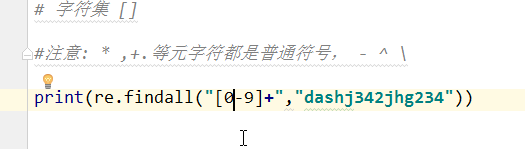 # 字符集 []
#注意: * ,+.等元字符都是普通符号, - ^ \
print(re.findall("[0-9]+","dashj342jhg234"))